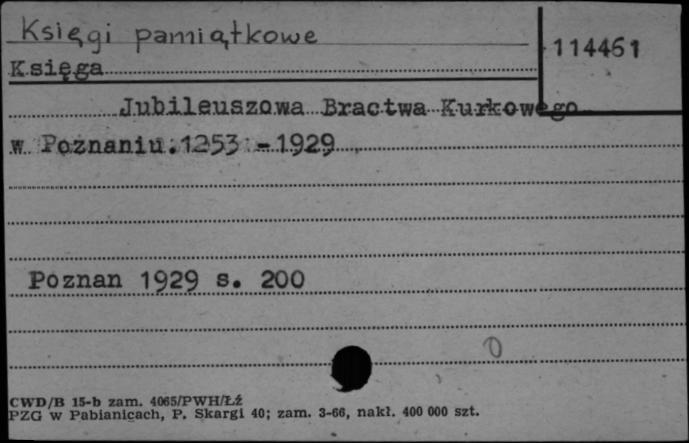 Księgi pamiątkowe
114461
Księga
Jubileuszowa Bractwa Kurkowego
w Poznaniu.1253 - 1929
Poznan 1929 s. 200
0
CWD/B 15-b zam. 4065/PWH/Łź
PZG w Pabianicach, P. Skargi 40; zam. 3-66, nakł. 400 000 szt.